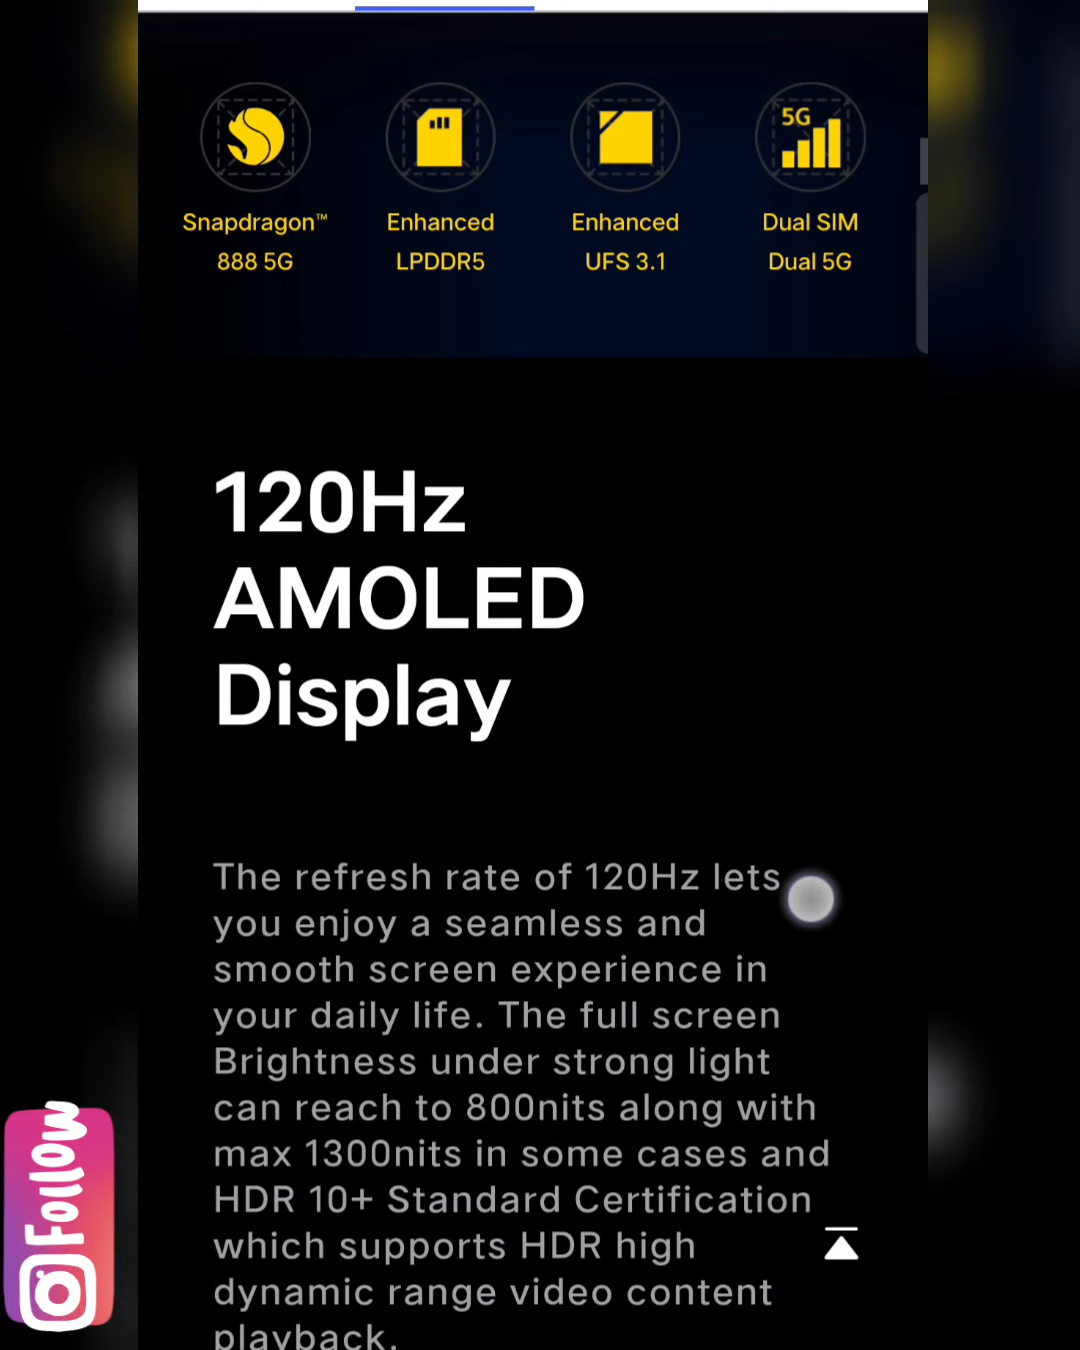 5G
Snapdragon™ Enhanced Enhanced Dual SIM
888 5G LPDDR5 UFS 3.1 Dual 5G
120Hz
AMOLED
Display
The refresh rate of 120Hz lets
you enjoy a seamless and
smooth screen experience in
your daily life. The full screen
Brightness under strong light
can reach to 800nits along with
max 1300nits in some cases and
HDR 10+ Standard Certification
which supports HDR high
dynamic range video content
playback.
Follow